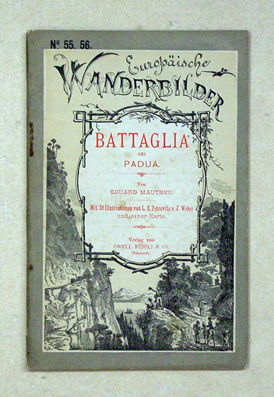 No 55. 56.
Europäische
WANDERBILDER
BATTAGLIA
BEI
PADUA.
Von
EDUARD MAUTNER.
Mit 28 Illustrationen von L. E. Petrovits u. J. Weber
und einer Karte.
Verlag von
ORELL FÜSSLI & CO.
Zürich.